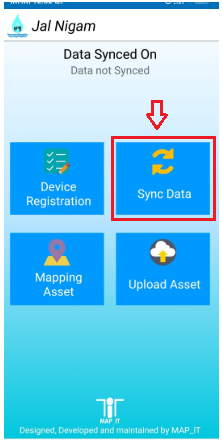 Jal Nigam
Data Synced On
Data not Synced
Device
Registration
Sync Data
Mapping
Asset
Upload Asset
MAP_IT
Designed, Developed and maintained by MAP_IT